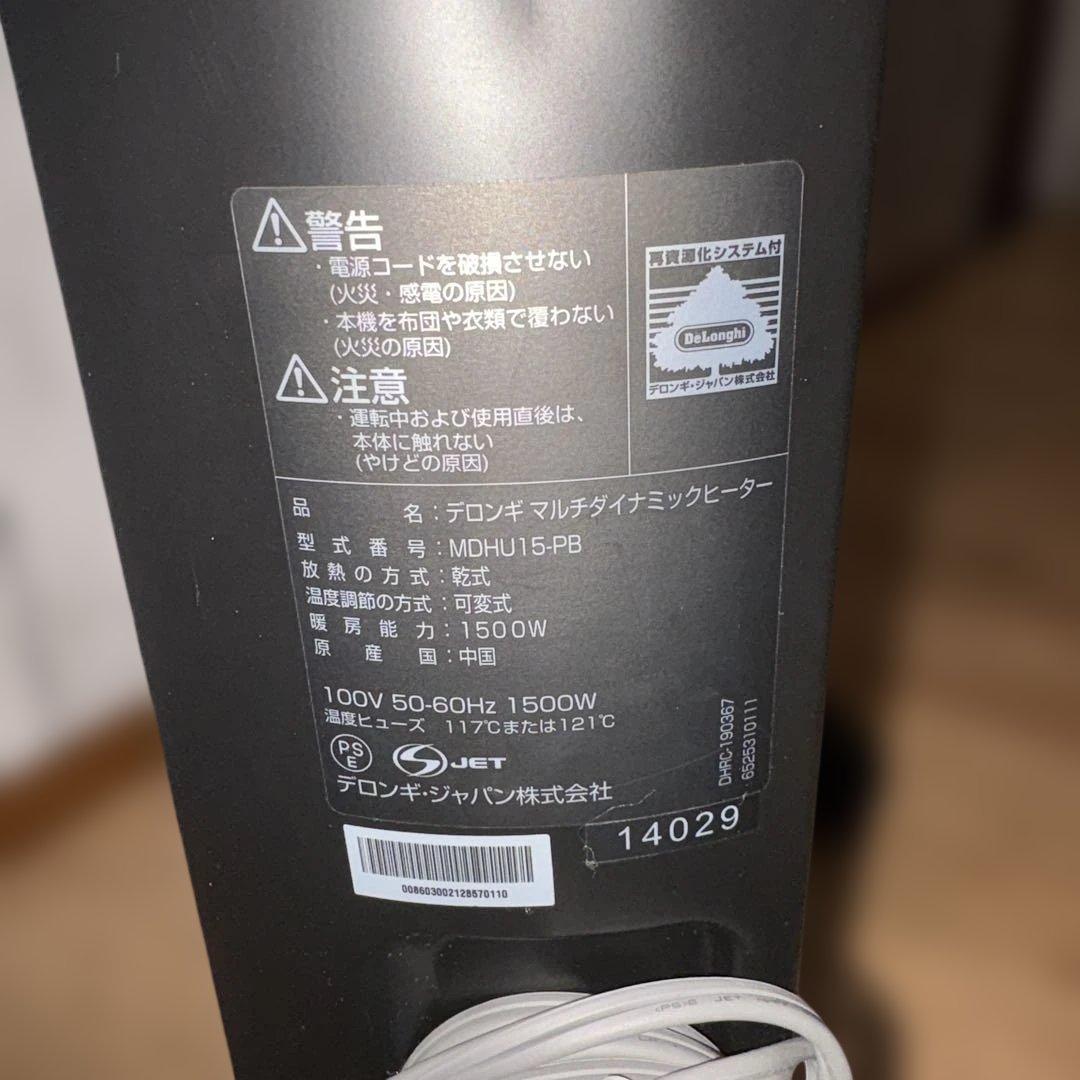 警告
・電源コードを破損させない
(火災・感電の原因)
・本機を布団や衣類で覆わない
(火災の原因)
注意
・運転中および使用直後は、
本体に触れない
(やけどの原因)
再資源化システム付
DeLonghi
デロンギ・ジャパン株式会社
品名：デロンギ マルチダイナミックヒーター
型式番号：MDHU15-PB
放熱の方式：乾式
温度調節の方式：可変式
暖房能力：1500W
原産国：中国
100V 50-60Hz 1500W
温度ヒューズ 117℃または121℃
PSE
JET
デロンギ・ジャパン株式会社
DHRC-190367
6525310111
14029
008603002128570110
<PS>E JET